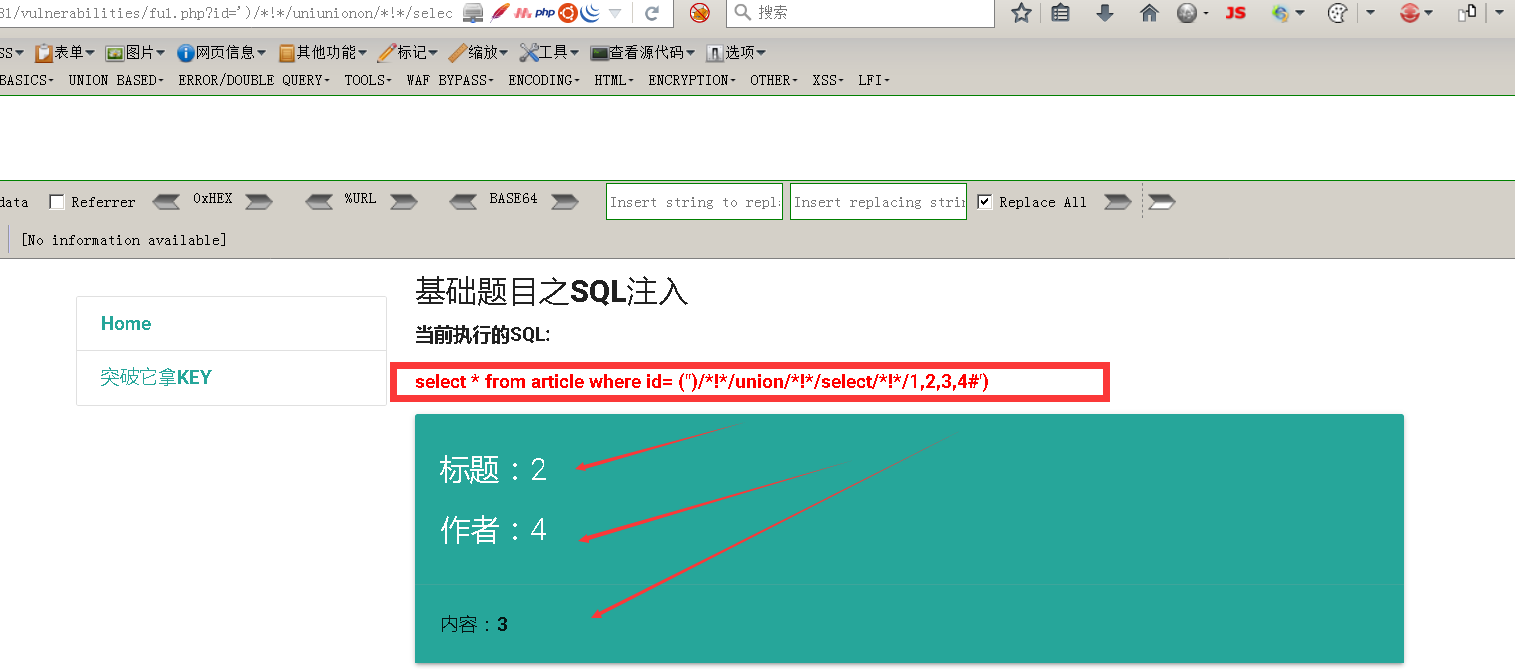 81/vulnerabilities/fu1.php?id=')/*!*/uniunionon/*!*/selec php 搜索 JS
SS 表单 图片 网页信息 其他功能 标记 缩放 工具 查看源代码 选项
BASICS UNION BASED ERROR/DOUBLE QUERY TOOLS WAF BYPASS ENCODING HTML ENCRYPTION OTHER XSS LFI
data Referrer 0xHEX %URL BASE64 Insert string to repl Insert replacing strin Replace All
[No information available]
基础题目之SQL注入
Home
当前执行的SQL:
突破它拿KEY
select * from article where id= ('')/*!*/union/*!*/select/*!*/1,2,3,4#')
标题：2
作者：4
内容：3